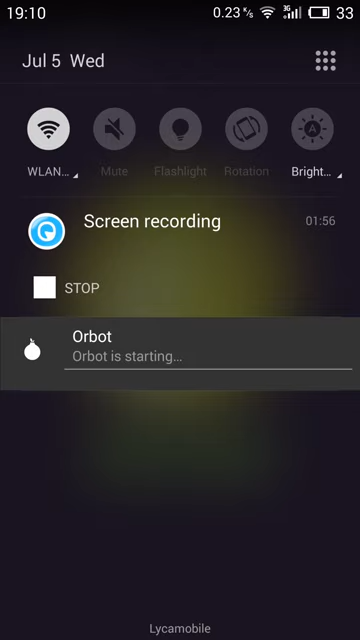 19:10 0.23 K/s 3G 33
Jul 5 Wed
WLAN... Mute Flashlight Rotation Bright...
A
Screen recording 01:56
STOP
Orbot
Orbot is starting...
Lycamobile